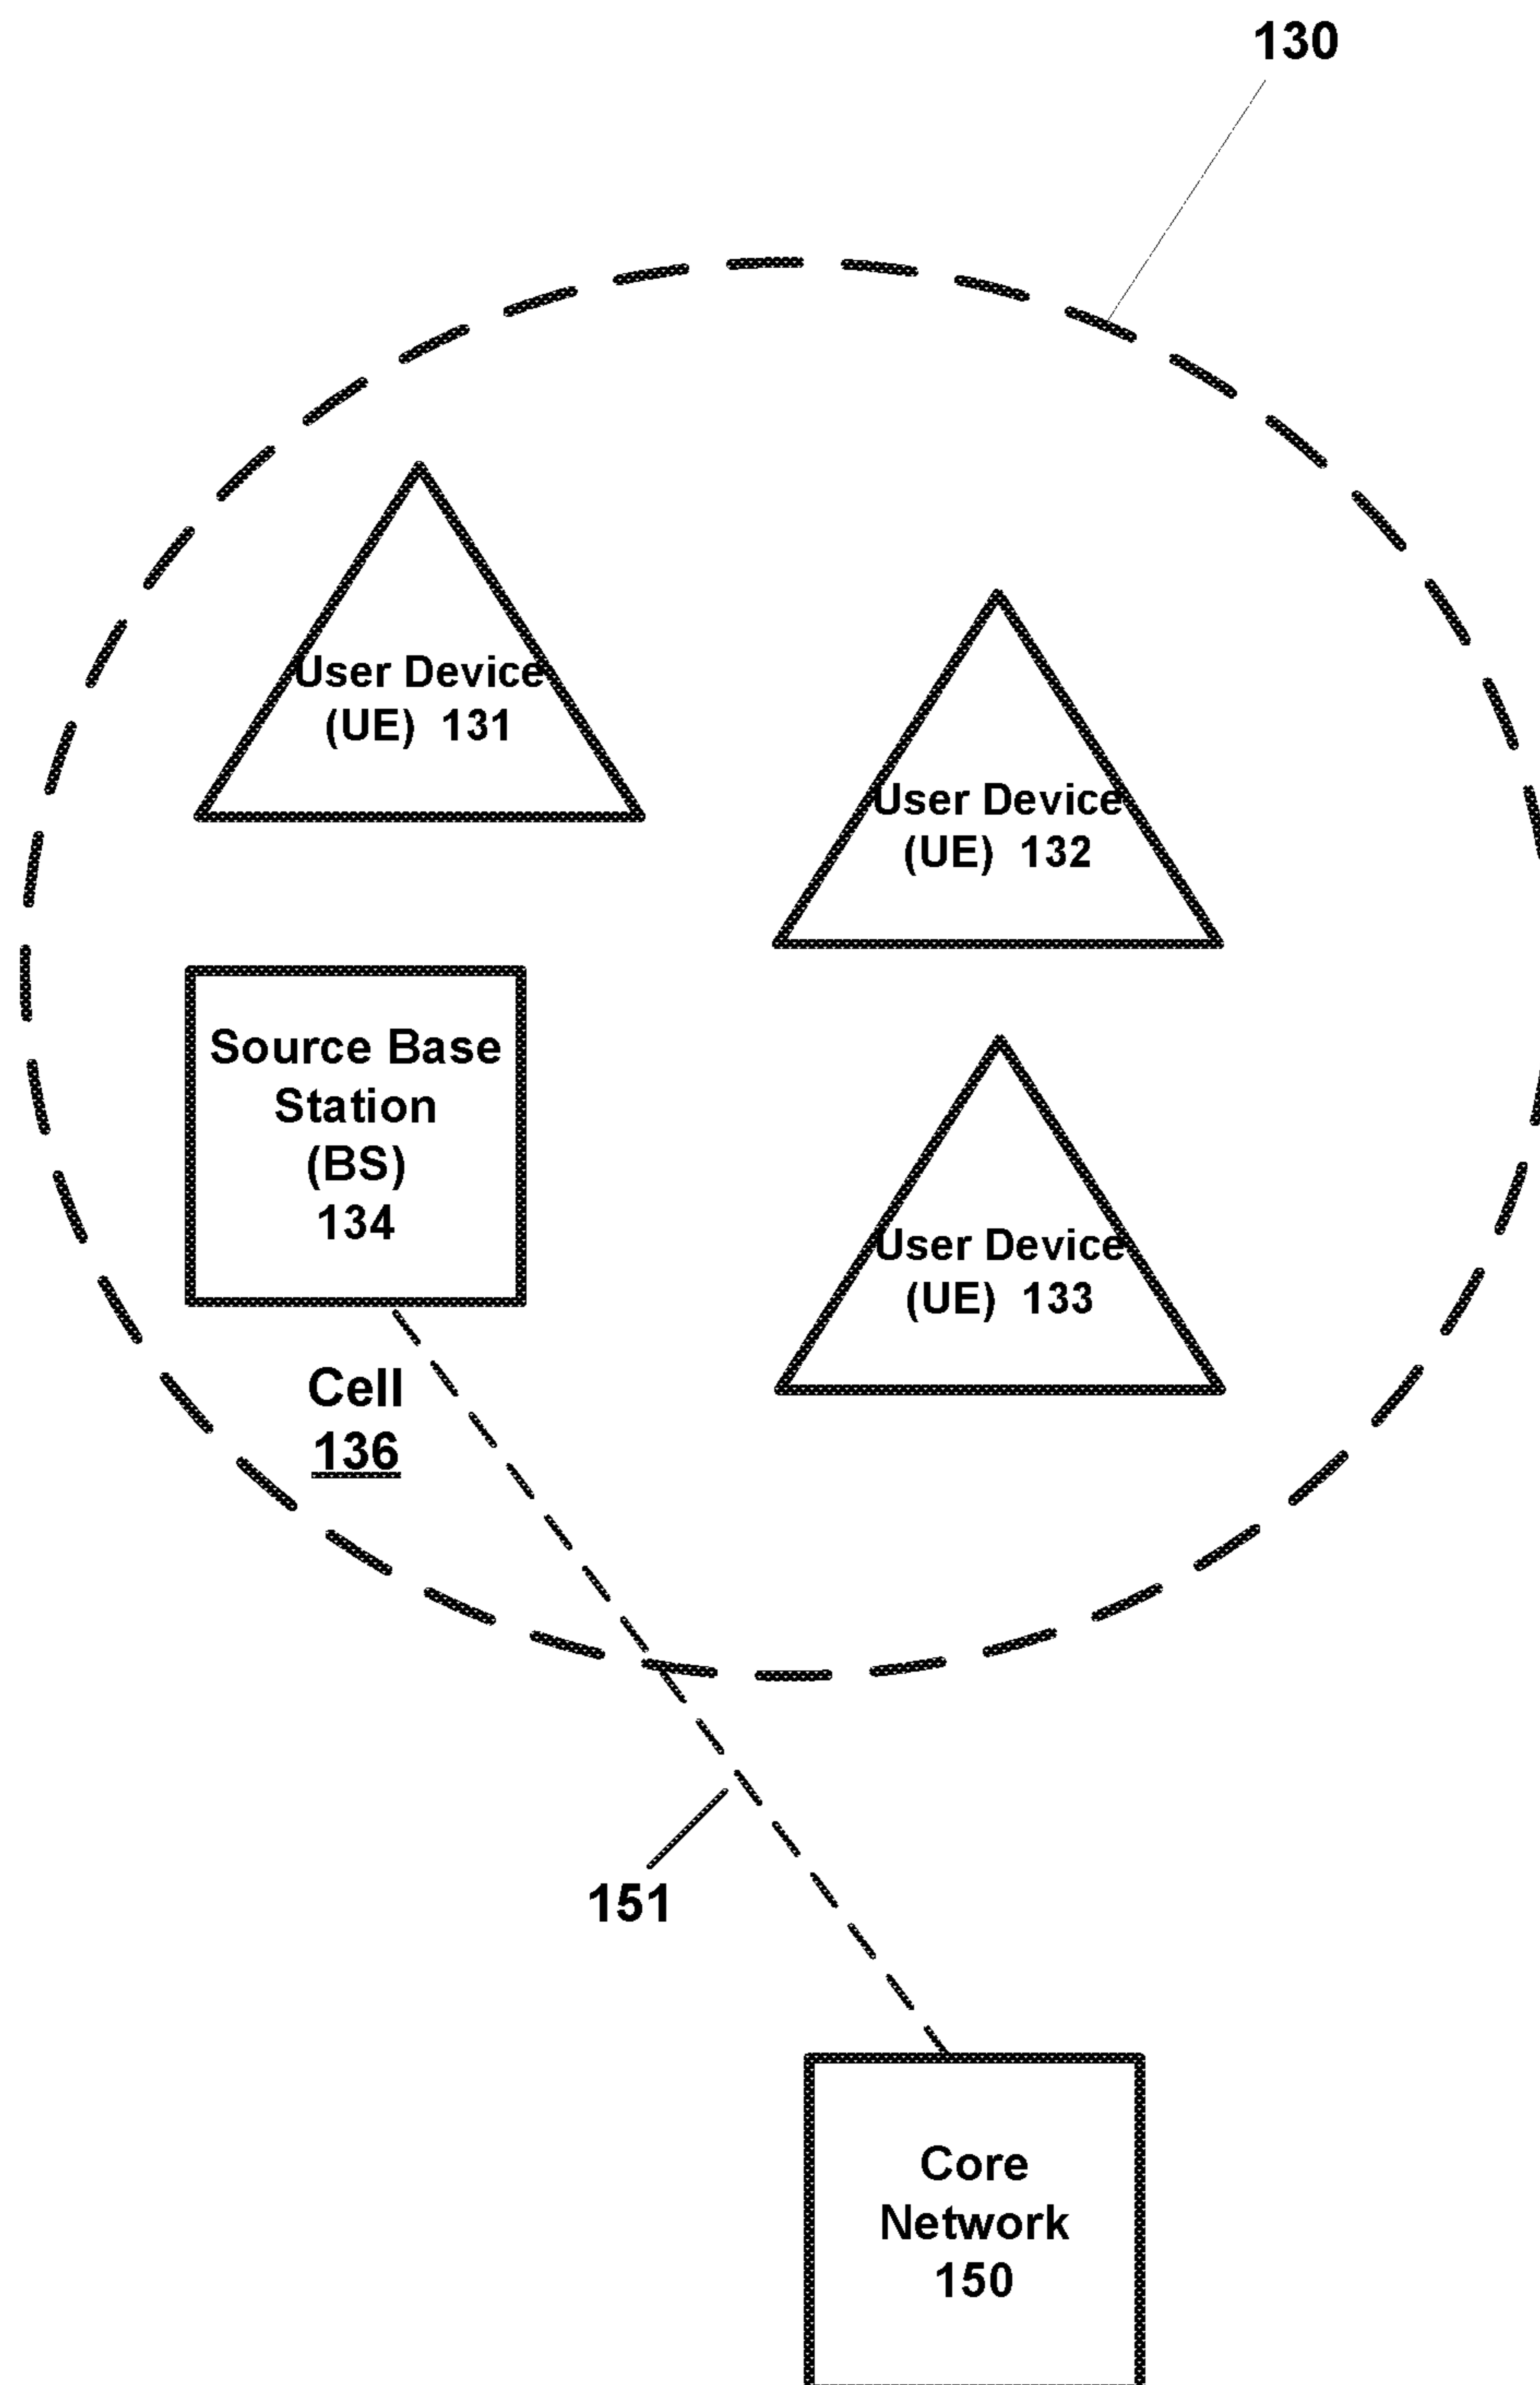 130
User Device
(UE) 131
User Device
(UE) 132
Source Base
Station
(BS)
134
User Device
(UE) 133
Cell
136
151
Core
Network
150